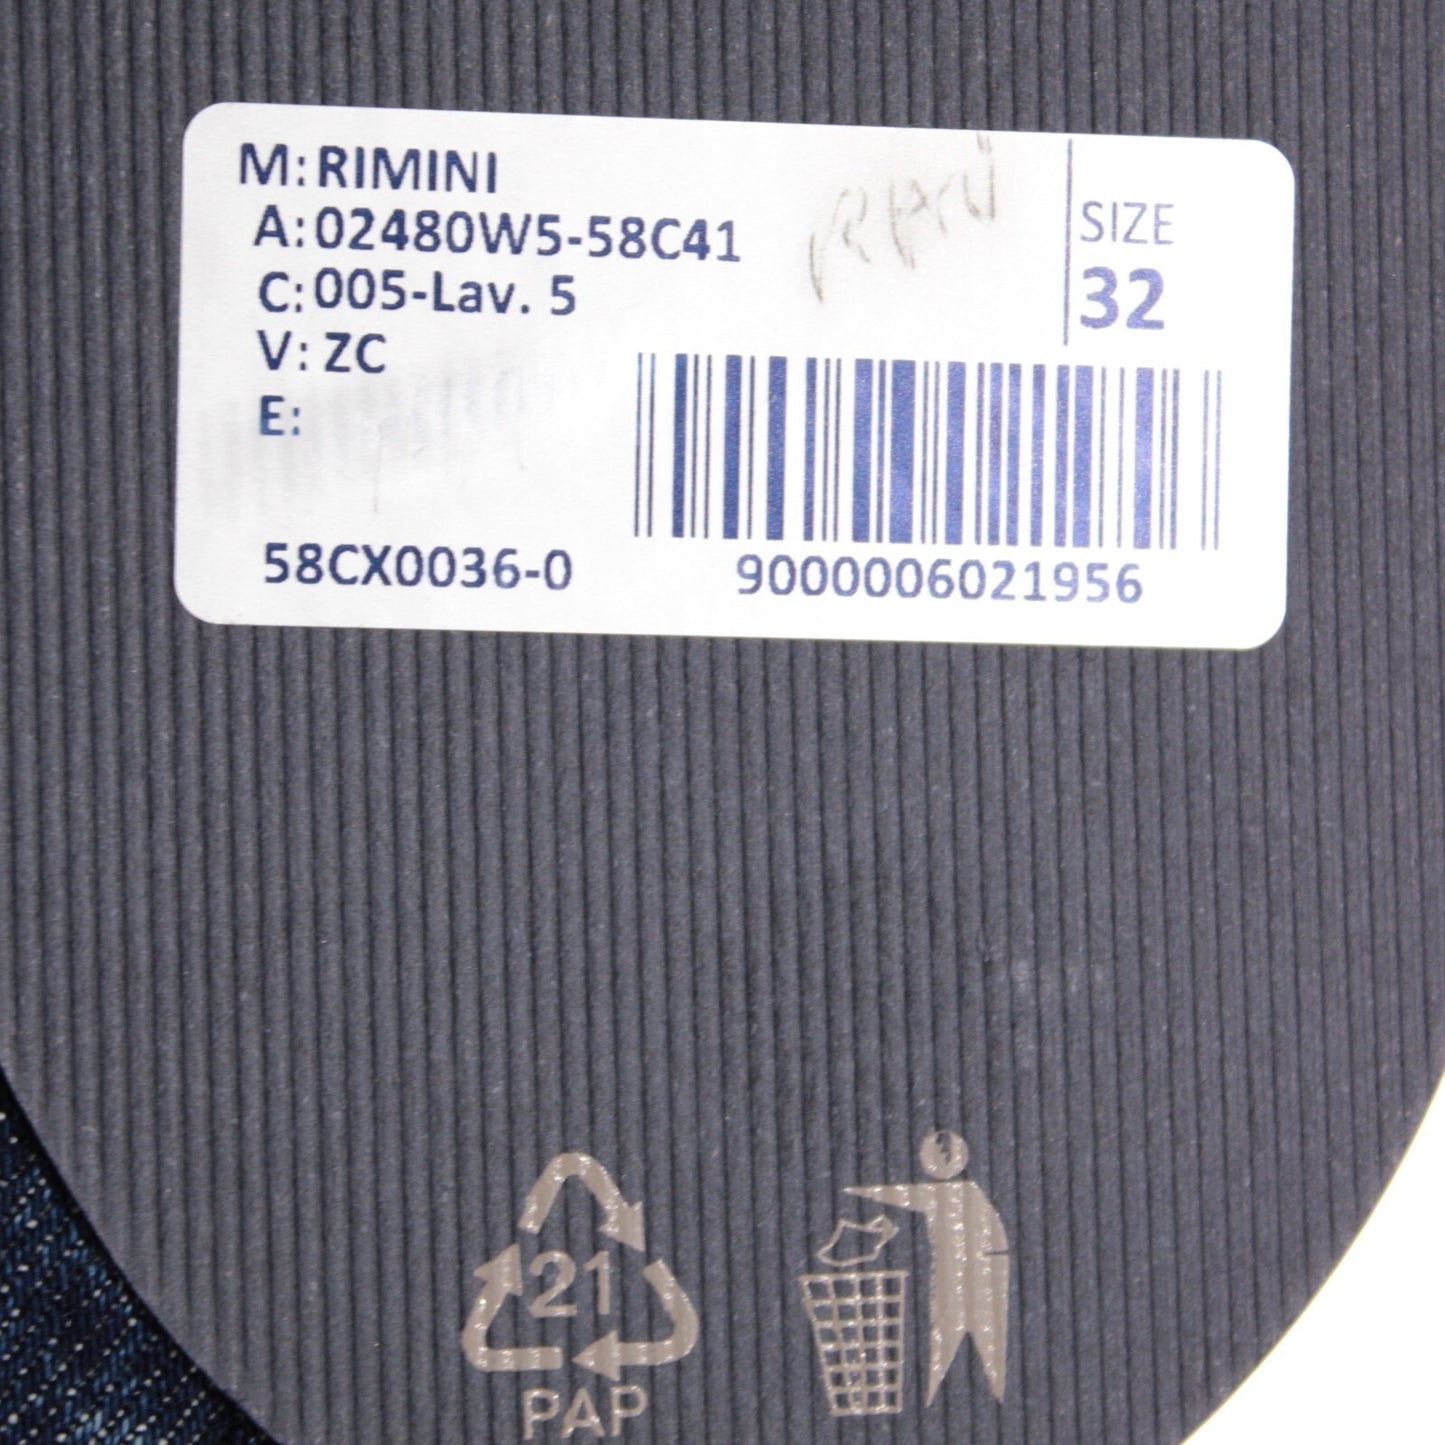 M: RIMINI
A: 02480W5-58C41
C: 005-Lav. 5
V: ZC
E:
SIZE
32
58CX0036-0
9000006021956
21
PAP